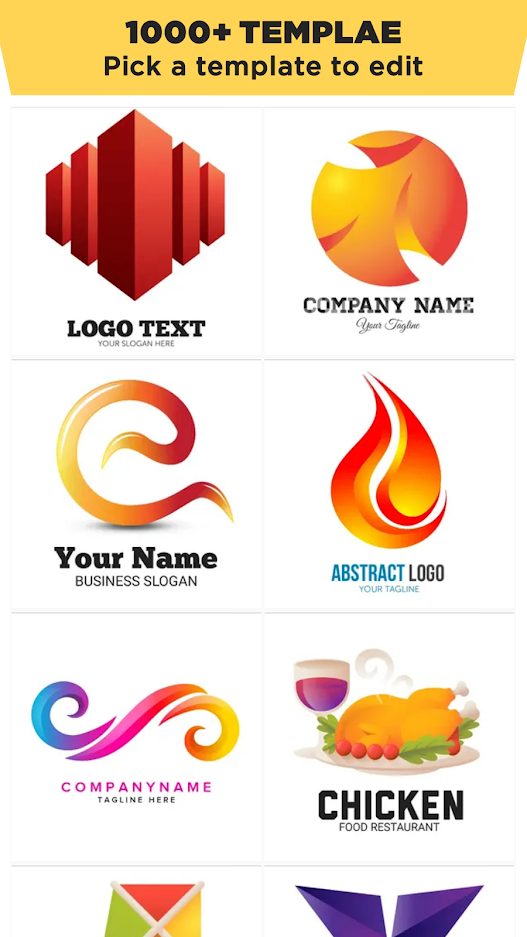 1000+ TEMPLAE
Pick a template to edit
LOGO TEXT
YOUR SLOGAN HERE
COMPANY NAME
Your Tagline
Your Name
BUSINESS SLOGAN
ABSTRACT LOGO
YOUR TAGLINE
COMPANYNAME
TAGLINE HERE
CHICKEN
FOOD RESTAURANT